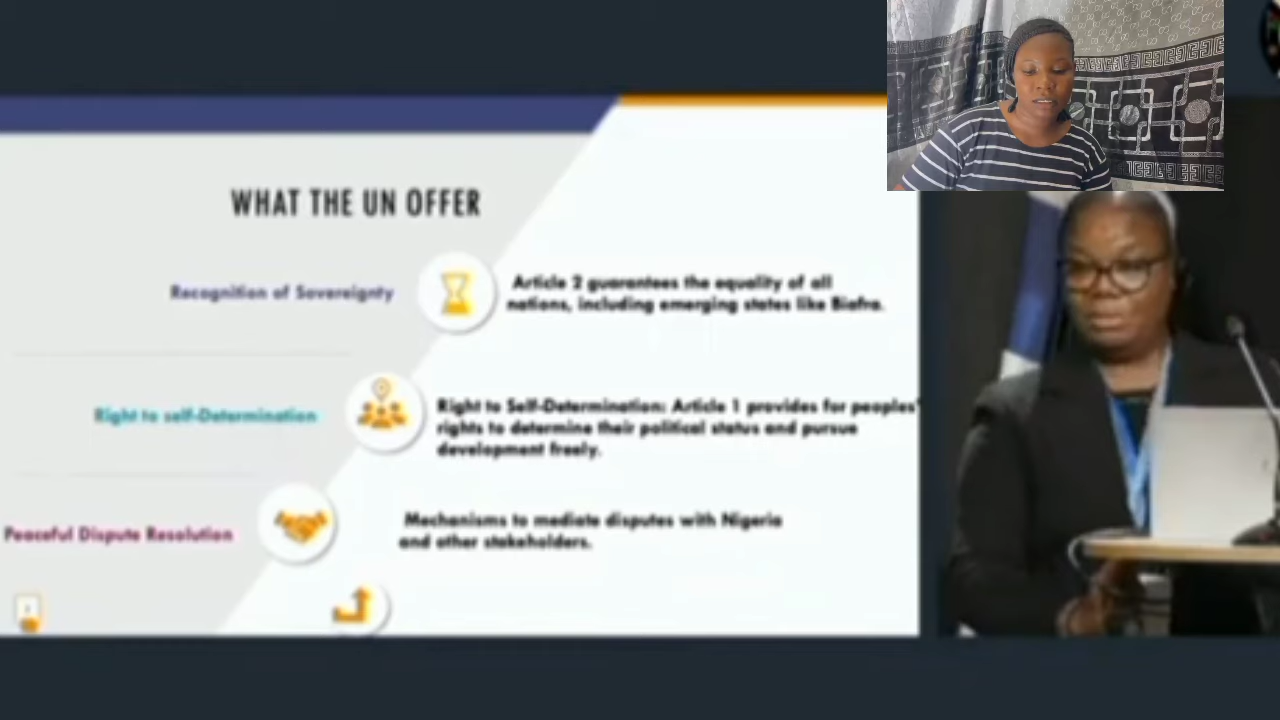 WHAT THE UN OFFER
Recognition of Sovereignty
Article 2 guarantees the equality of all
nations, including emerging states like Biafra.
Right to self-Determination
Right to Self-Determination: Article 1 provides for peoples'
rights to determine their political status and pursue
development freely.
Peaceful Dispute Resolution
Mechanisms to mediate disputes with Nigeria
and other stakeholders.